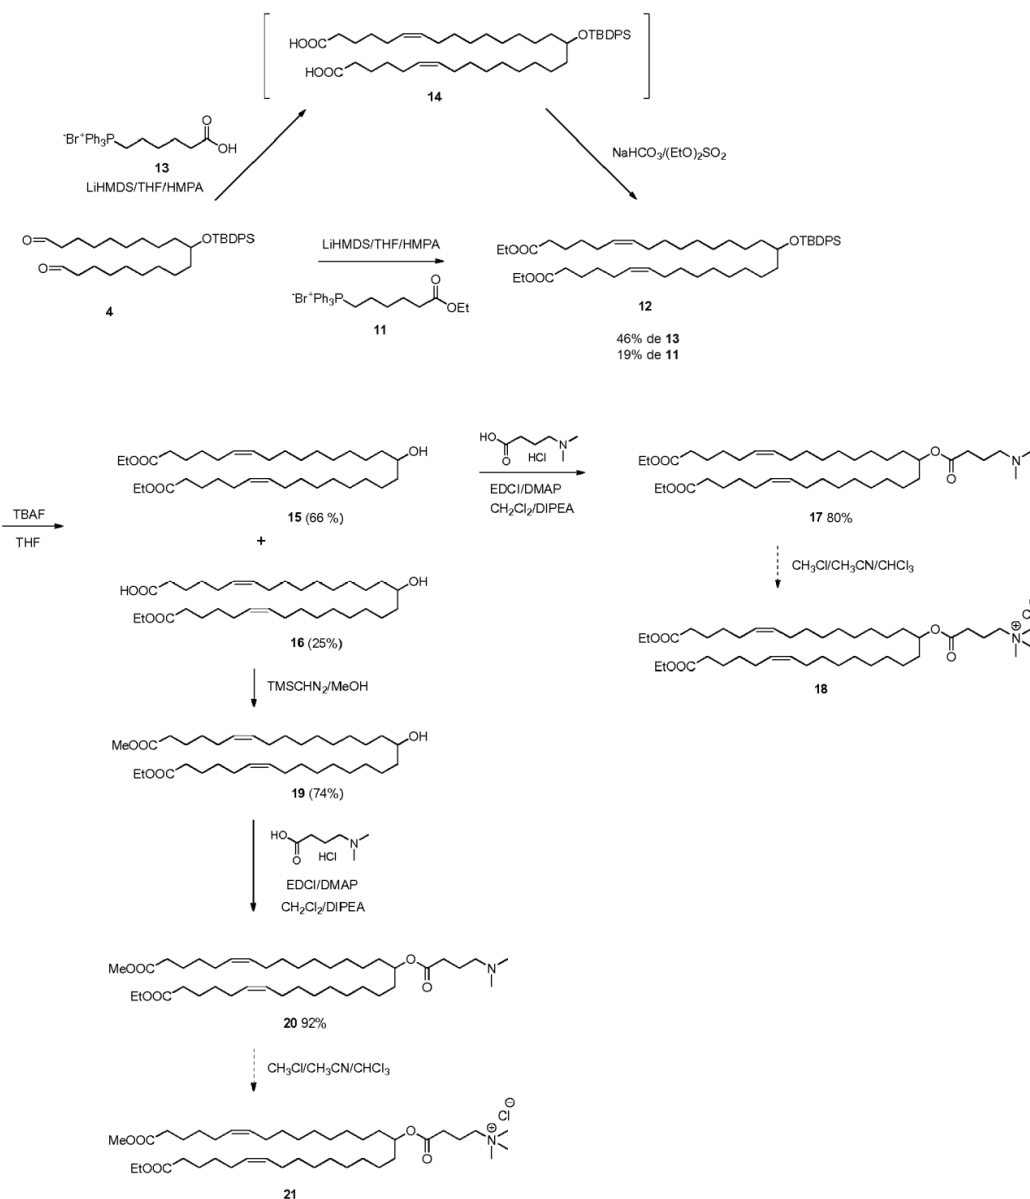 HOOC
OTBDPS
HOOC
14
⁻Br⁺Ph₃P
O
OH
13
LiHMDS/THF/HMPA
NaHCO₃/(EtO)₂SO₂
O
OTBDPS
O
4
LiHMDS/THF/HMPA
⁻Br⁺Ph₃P
O
OEt
11
EtOOC
OTBDPS
EtOOC
12
46% de 13
19% de 11
TBAF
THF
EtOOC
OH
EtOOC
15 (66 %)
+
HOOC
OH
EtOOC
16 (25%)
HO
O
HCl
N
EDCI/DMAP
CH₂Cl₂/DIPEA
EtOOC
O
O
N
EtOOC
17 80%
CH₃Cl/CH₃CN/CHCl₃
EtOOC
O
O
N
⊕
EtOOC
18
TMSCHN₂/MeOH
MeOOC
OH
EtOOC
19 (74%)
HO
O
HCl
N
EDCI/DMAP
CH₂Cl₂/DIPEA
MeOOC
O
O
N
EtOOC
20 92%
CH₃Cl/CH₃CN/CHCl₃
⊖
Cl
MeOOC
O
O
⊕
N
EtOOC
21